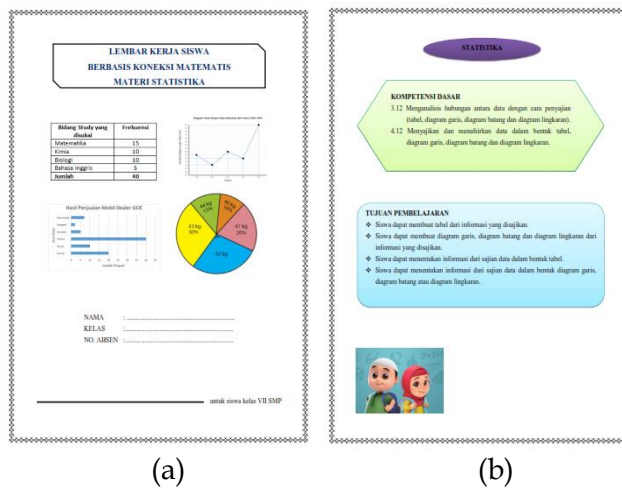 LEMBAR KERJA SISWA
BERBASIS KONEKSI MATEMATIS
MATERI STATISTIKA
Bidang Study yang disukai Frekuensi
Matematika 15
Kimia 10
Biologi 10
Bahasa Inggris 5
Jumlah 40
Hasil Penjualan Mobil Dealer
44 kg
15%
40 kg
10%
43 kg
30%
41 kg
20%
42 kg
NAMA : ..........
KELAS : ..........
NO. ABSEN : ..........
untuk siswa kelas VII SMP
(a)
STATISTIKA
KOMPETENSI DASAR
3.12 Menganalisis hubungan antara data dengan cara penyajian
(tabel, diagram garis, diagram batang dan diagram lingkaran).
4.12 Menyajikan dan menafsirkan data dalam bentuk tabel,
diagram garis, diagram batang dan diagram lingkaran.
TUJUAN PEMBELAJARAN
❖ Siswa dapat membuat tabel dari informasi yang disajikan.
❖ Siswa dapat membuat diagram garis, diagram batang dan diagram lingkaran dari
informasi yang disajikan.
❖ Siswa dapat menentukan informasi dari sajian data dalam bentuk tabel.
❖ Siswa dapat menentukan informasi dari sajian data dalam bentuk diagram garis,
diagram batang atau diagram lingkaran.
(b)